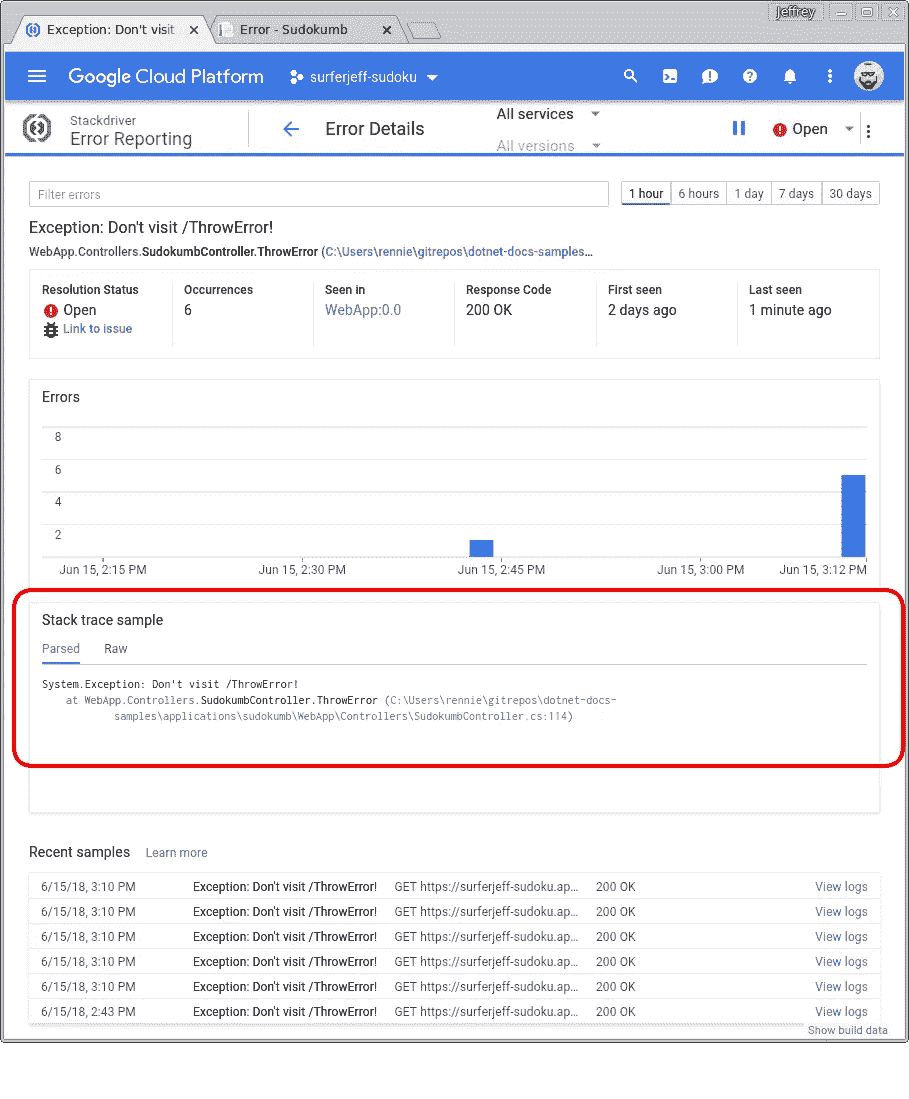 Jeffrey
Exception: Don't visit
Error - Sudokumb
Google Cloud Platform
surferjeff-sudoku
Stackdriver
Error Reporting
Error Details
All services
All versions
Open
Filter errors
1 hour 6 hours 1 day 7 days 30 days
Exception: Don't visit /ThrowError!
WebApp.Controllers.SudokumbController.ThrowError (C:\Users\rennie\gitrepos\dotnet-docs-samples…
Resolution Status Occurrences Seen in Response Code First seen Last seen
Open 6 WebApp:0.0 200 OK 2 days ago 1 minute ago
Link to issue
Errors
8
6
4
2
Jun 15, 2:15 PM Jun 15, 2:30 PM Jun 15, 2:45 PM Jun 15, 3:00 PM Jun 15, 3:12 PM
Stack trace sample
Parsed Raw
System.Exception: Don't visit /ThrowError!
at WebApp.Controllers.SudokumbController.ThrowError (C:\Users\rennie\gitrepos\dotnet-docs-
samples\applications\sudokumb\WebApp\Controllers\SudokumbController.cs:114)
Recent samples Learn more
6/15/18, 3:10 PM Exception: Don't visit /ThrowError! GET https://surferjeff-sudoku.ap… 200 OK View logs
6/15/18, 3:10 PM Exception: Don't visit /ThrowError! GET https://surferjeff-sudoku.ap… 200 OK View logs
6/15/18, 3:10 PM Exception: Don't visit /ThrowError! GET https://surferjeff-sudoku.ap… 200 OK View logs
6/15/18, 3:10 PM Exception: Don't visit /ThrowError! GET https://surferjeff-sudoku.ap… 200 OK View logs
6/15/18, 3:10 PM Exception: Don't visit /ThrowError! GET https://surferjeff-sudoku.ap… 200 OK View logs
6/15/18, 2:43 PM Exception: Don't visit /ThrowError! GET https://surferjeff-sudoku.ap… 200 OK View logs
Show build data